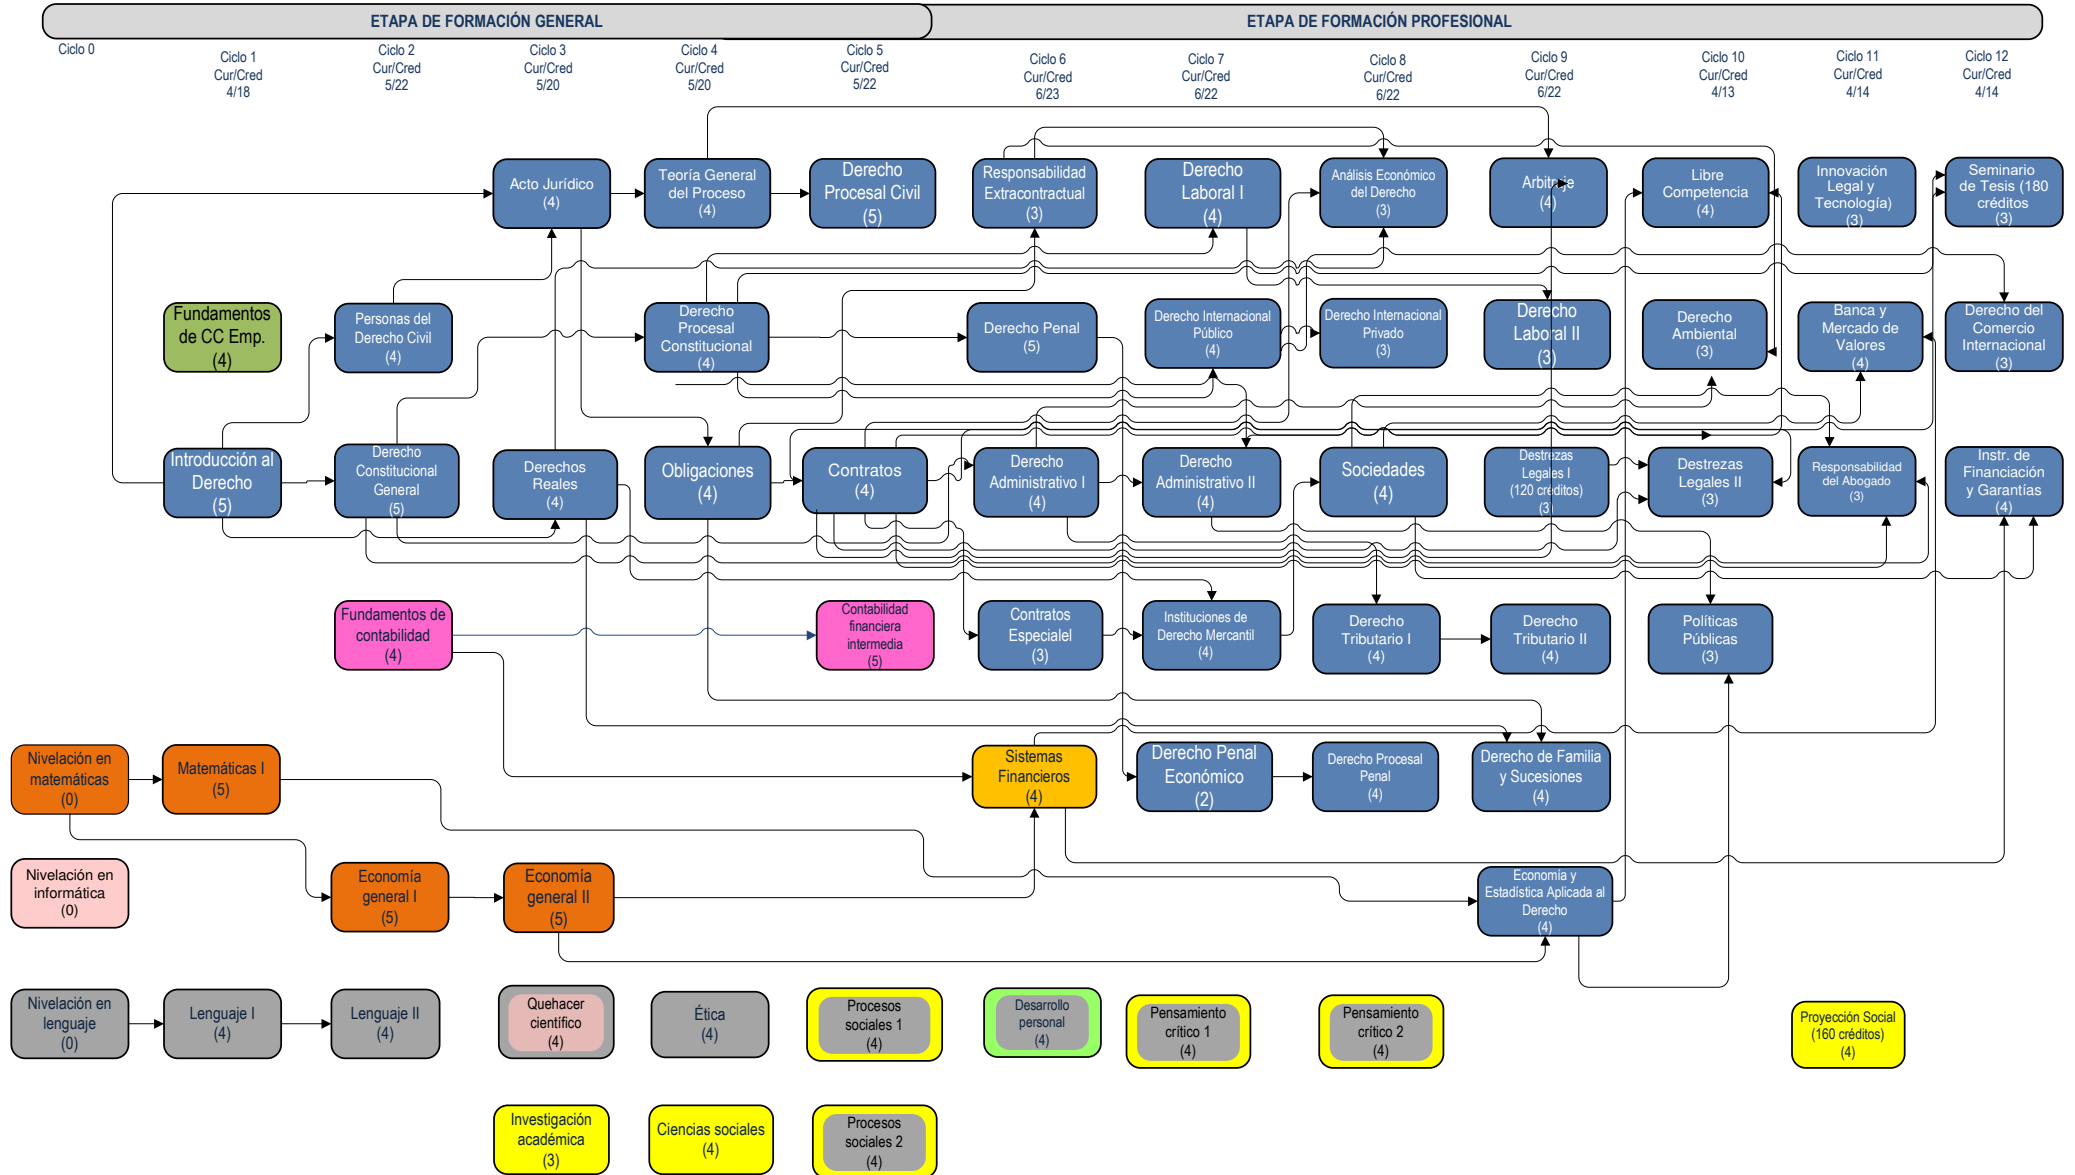 ETAPA DE FORMACIÓN GENERAL
ETAPA DE FORMACIÓN PROFESIONAL
Ciclo 0
Ciclo 1
Cur/Cred
4/18
Ciclo 2
Cur/Cred
5/22
Ciclo 3
Cur/Cred
5/20
Ciclo 4
Cur/Cred
5/20
Ciclo 5
Cur/Cred
5/22
Ciclo 6
Cur/Cred
6/23
Ciclo 7
Cur/Cred
6/22
Ciclo 8
Cur/Cred
6/22
Ciclo 9
Cur/Cred
6/22
Ciclo 10
Cur/Cred
4/13
Ciclo 11
Cur/Cred
4/14
Ciclo 12
Cur/Cred
4/14
Acto Jurídico
(4)
Teoría General
del Proceso
(4)
Derecho
Procesal Civil
(5)
Responsabilidad
Extracontractual
(3)
Derecho
Laboral I
(4)
Análisis Económico
del Derecho
(3)
Arbitraje
(4)
Libre
Competencia
(4)
Innovación
Legal y
Tecnología)
(3)
Seminario
de Tesis (180
créditos
(3)
Fundamentos
de CC Emp.
(4)
Personas del
Derecho Civil
(4)
Derecho
Procesal
Constitucional
(4)
Derecho Penal
(5)
Derecho Internacional
Público
(4)
Derecho Internacional
Privado
(3)
Derecho
Laboral II
(3)
Derecho
Ambiental
(3)
Banca y
Mercado de
Valores
(4)
Derecho del
Comercio
Internacional
(3)
Introducción al
Derecho
(5)
Derecho
Constitucional
General
(5)
Derechos
Reales
(4)
Obligaciones
(4)
Contratos
(4)
Derecho
Administrativo I
(4)
Derecho
Administrativo II
(4)
Sociedades
(4)
Destrezas
Legales I
(120 créditos)
(3)
Destrezas
Legales II
(3)
Responsabilidad
del Abogado
(3)
Instr. de
Financiación
y Garantías
(4)
Fundamentos de
contabilidad
(4)
Contabilidad
financiera
intermedia
(5)
Contratos
Especialel
(3)
Instituciones de
Derecho Mercantil
(4)
Derecho
Tributario I
(4)
Derecho
Tributario II
(4)
Políticas
Públicas
(3)
Nivelación en
matemáticas
(0)
Matemáticas I
(5)
Sistemas
Financieros
(4)
Derecho Penal
Económico
(2)
Derecho Procesal
Penal
(4)
Derecho de Familia
y Sucesiones
(4)
Nivelación en
informática
(0)
Economía
general I
(5)
Economía
general II
(5)
Economía y
Estadística Aplicada al
Derecho
(4)
Nivelación en
lenguaje
(0)
Lenguaje I
(4)
Lenguaje II
(4)
Quehacer
científico
(4)
Ética
(4)
Procesos
sociales 1
(4)
Desarrollo
personal
(4)
Pensamiento
crítico 1
(4)
Pensamiento
crítico 2
(4)
Proyección Social
(160 créditos)
(4)
Investigación
académica
(3)
Ciencias sociales
(4)
Procesos
sociales 2
(4)